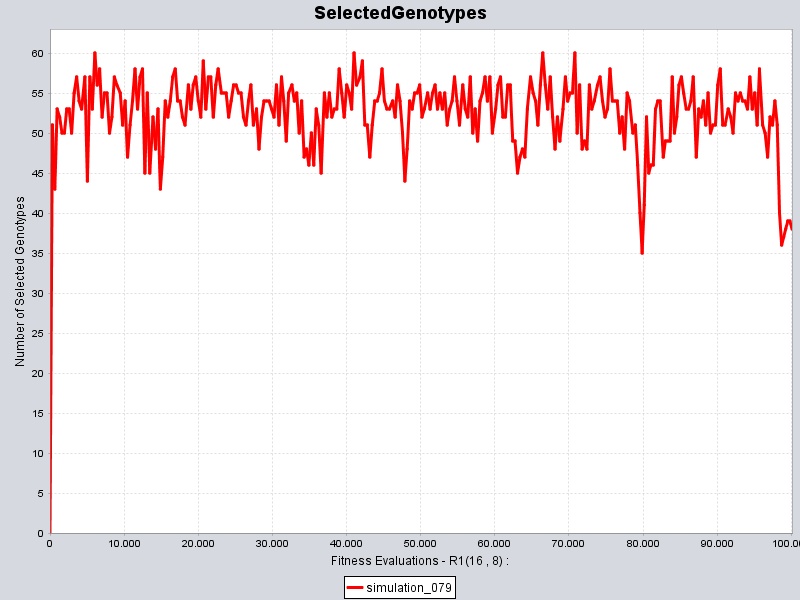 SelectedGenotypes
Number of Selected Genotypes
60
55
50
45
40
35
30
25
20
15
10
5
0
0 10.000 20.000 30.000 40.000 50.000 60.000 70.000 80.000 90.000 100.00
Fitness Evaluations - R1(16 , 8) :
simulation_079